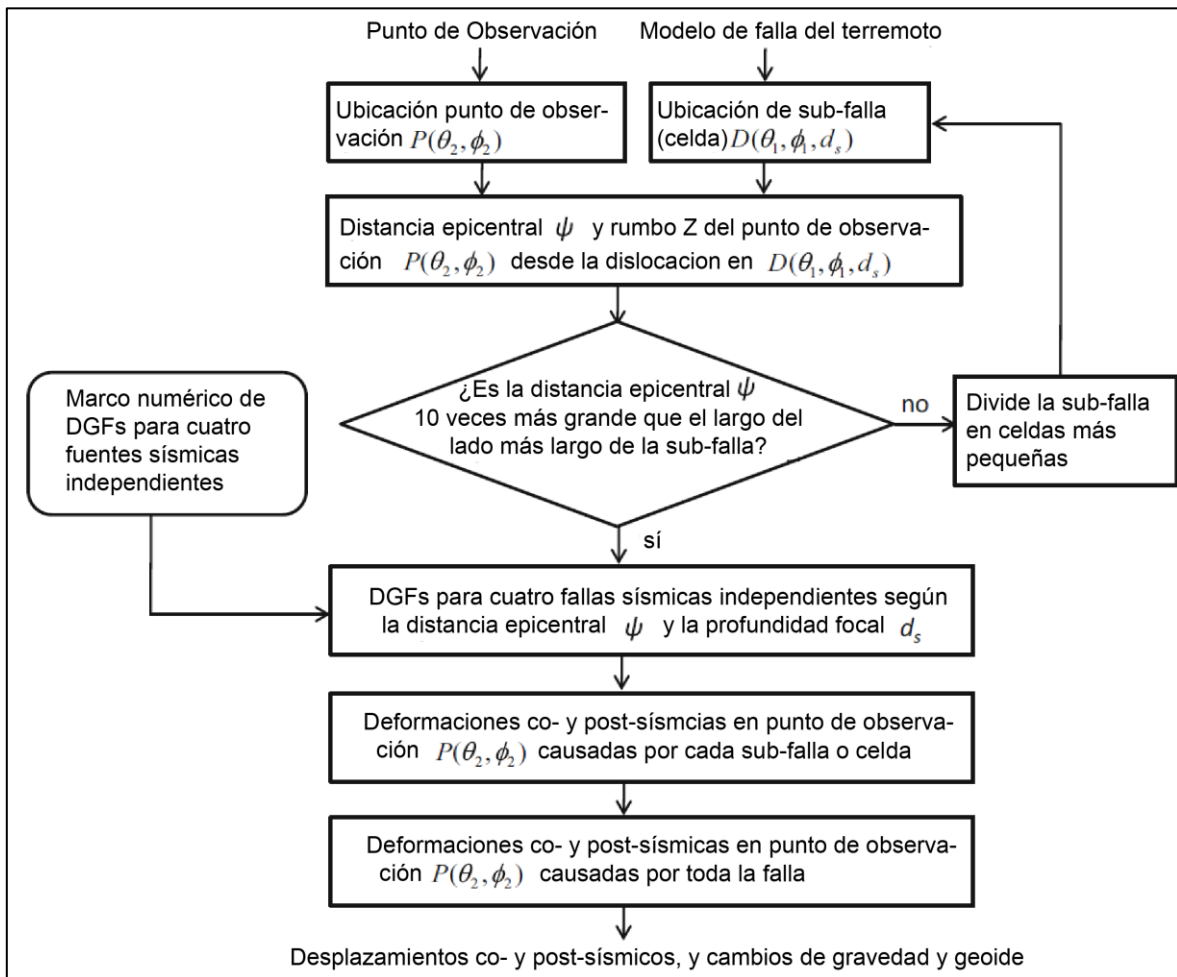 Punto de Observación
Modelo de falla del terremoto
Ubicación punto de obser-
vación P(θ₂,ϕ₂)
Ubicación de sub-falla
(celda)D(θ₁,ϕ₁,dₛ)
Distancia epicentral ψ y rumbo Z del punto de observa-
ción P(θ₂,ϕ₂) desde la dislocacion en D(θ₁,ϕ₁,dₛ)
¿Es la distancia epicentral ψ
10 veces más grande que el largo del
lado más largo de la sub-falla?
no
Divide la sub-falla
en celdas más
pequeñas
Marco numérico de
DGFs para cuatro
fuentes sísmicas
independientes
sí
DGFs para cuatro fallas sísmicas independientes según
la distancia epicentral ψ y la profundidad focal dₛ
Deformaciones co- y post-sísmcias en punto de observa-
ción P(θ₂,ϕ₂) causadas por cada sub-falla o celda
Deformaciones co- y post-sísmicas en punto de observa-
ción P(θ₂,ϕ₂) causadas por toda la falla
Desplazamientos co- y post-sísmicos, y cambios de gravedad y geoide